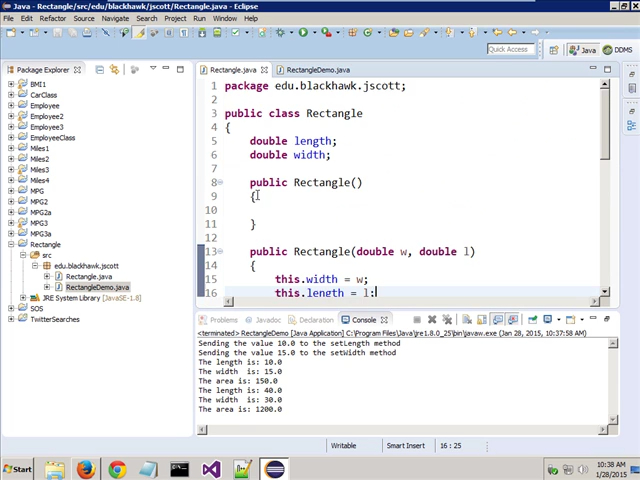 Java - Rectangle/src/edu/blackhawk/jscott/Rectangle.java - Eclipse
File Edit Refactor Source Navigate Search Project Run Window Help
Quick Access
Java
DDMS
Package Explorer
BMI1
CarClass
Employee
Employee2
Employee3
EmployeeClass
Miles1
Miles2
Miles3
Miles4
MPG
MPG2
MPG2a
MPG3
MPG3a
Rectangle
src
edu.blackhawk.jscott
Rectangle.java
RectangleDemo.java
JRE System Library [JavaSE-1.8]
SOS
TwitterSearches
Rectangle.java RectangleDemo.java
1 package edu.blackhawk.jscott;
2
3 public class Rectangle
4 {
5 double length;
6 double width;
7
8 public Rectangle()
9 {
10
11 }
12
13 public Rectangle(double w, double l)
14 {
15 this.width = w;
16 this.length = l;
Problems Javadoc Declaration Console
<terminated> RectangleDemo [Java Application] C:\Program Files\Java\jre1.8.0_25\bin\javaw.exe (Jan 28, 2015, 10:37:58 AM)
Sending the value 10.0 to the setLength method
Sending the value 15.0 to the setWidth method
The length is: 10.0
The width  is: 15.0
The area is: 150.0
The length is: 40.0
The width  is: 30.0
The area is: 1200.0
Writable Smart Insert 16 : 25
Start
10:38 AM
1/28/2015